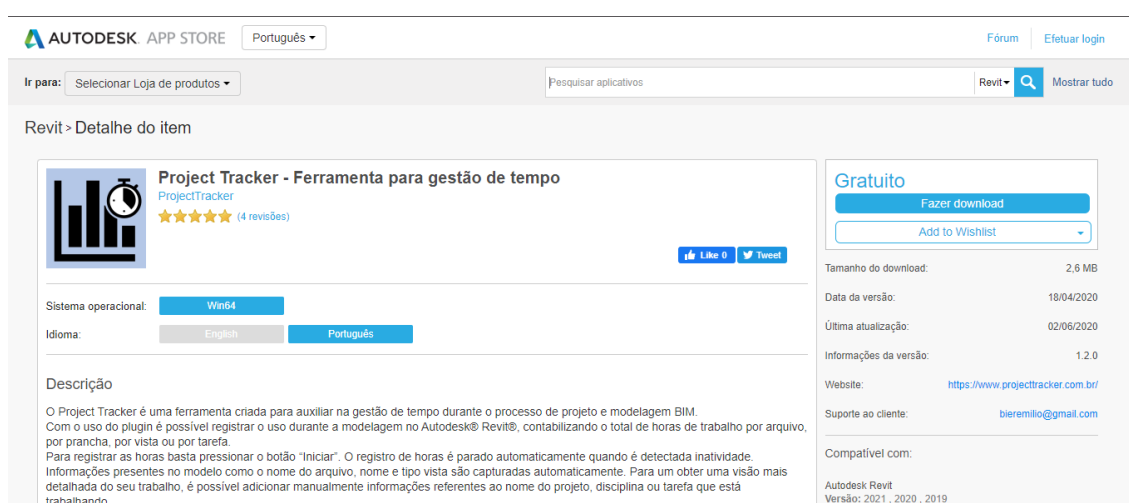 AUTODESK. APP STORE Português
Fórum Efetuar login
Ir para: Selecionar Loja de produtos Pesquisar aplicativos Revit Mostrar tudo
Revit > Detalhe do item
Project Tracker - Ferramenta para gestão de tempo
ProjectTracker
(4 revisões)
Like 0 Tweet
Sistema operacional: Win64
Idioma: English Português
Descrição
O Project Tracker é uma ferramenta criada para auxiliar na gestão de tempo durante o processo de projeto e modelagem BIM.
Com o uso do plugin é possível registrar o uso durante a modelagem no Autodesk® Revit®, contabilizando o total de horas de trabalho por arquivo,
por prancha, por vista ou por tarefa.
Para registrar as horas basta pressionar o botão “Iniciar”. O registro de horas é parado automaticamente quando é detectada inatividade.
Informações presentes no modelo como o nome do arquivo, nome e tipo vista são capturadas automaticamente. Para um obter uma visão mais
detalhada do seu trabalho, é possível adicionar manualmente informações referentes ao nome do projeto, disciplina ou tarefa que está
trabalhando.
Gratuito
Fazer download
Add to Wishlist
Tamanho do download: 2,6 MB
Data da versão: 18/04/2020
Última atualização: 02/06/2020
Informações da versão: 1.2.0
Website: https://www.projecttracker.com.br/
Suporte ao cliente: bieremilio@gmail.com
Compatível com:
Autodesk Revit
Versão: 2021 , 2020 , 2019